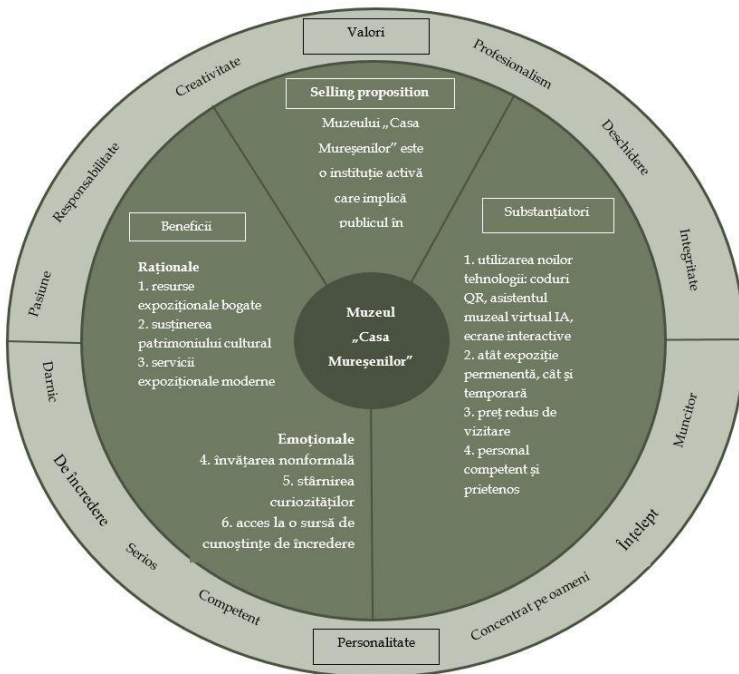 Valori
Creativitate
Profesionalism
Responsabilitate
Deschidere
Pasiune
Integritate
Selling proposition
Muzeului „Casa
Mureșenilor” este
o instituție activă
care implică
publicul în
Beneficii
Raționale
1. resurse
expoziționale bogate
2. susținerea
patrimoniului cultural
3. servicii
expoziționale moderne
Emoționale
4. învățarea nonformală
5. stârnirea
curiozităților
6. acces la o sursă de
cunoștințe de încredere
Muzeul
„Casa
Mureșenilor”
Substanțiatori
1. utilizarea noilor
tehnologii: coduri
QR, asistentul
muzeal virtual IA,
ecrane interactive
2. atât expoziție
permenentă, cât și
temporară
3. preț redus de
vizitare
4. personal
competent și
prietenos
Darnic
De încredere
Serios
Competent
Personalitate
Concentrat pe oameni
Înțelept
Muncitor